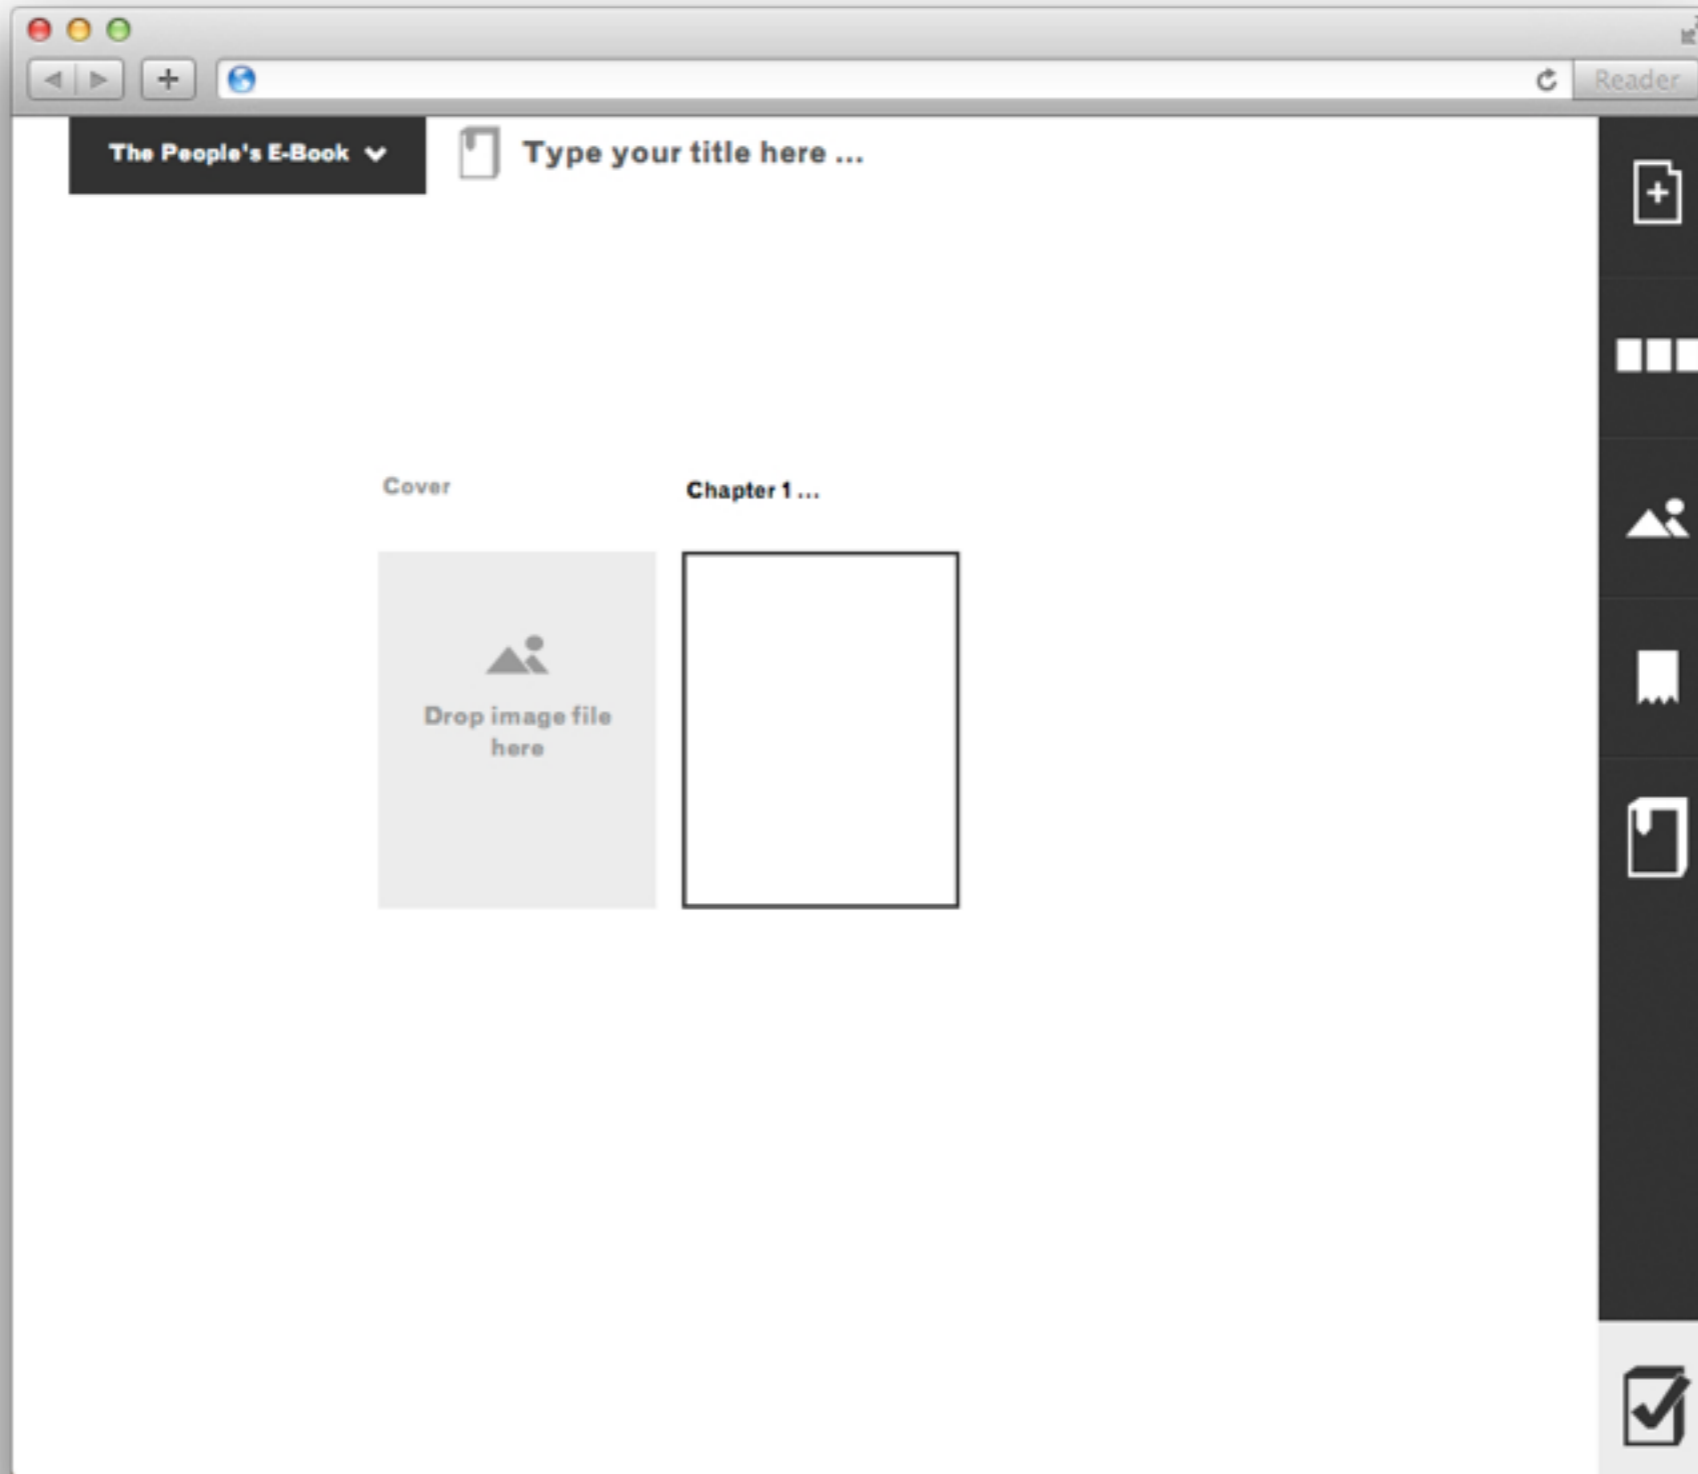 Reader
The People's E-Book
Type your title here ...
Cover
Chapter 1 ...
Drop image file
here